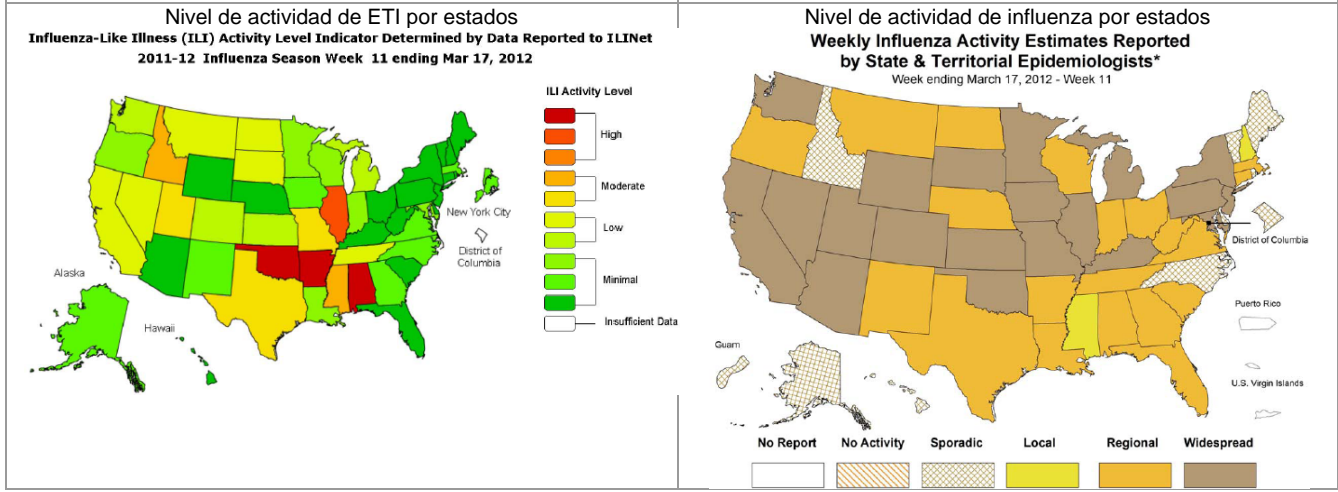 Nivel de actividad de ETI por estados
Influenza-Like Illness (ILI) Activity Level Indicator Determined by Data Reported to ILINet
2011-12 Influenza Season Week 11 ending Mar 17, 2012
ILI Activity Level
High
Moderate
Low
Minimal
Insufficient Data
New York City
District of
Columbia
Alaska
Hawaii
Nivel de actividad de influenza por estados
Weekly Influenza Activity Estimates Reported
by State & Territorial Epidemiologists*
Week ending March 17, 2012 - Week 11
District of Columbia
Puerto Rico
Guam
U.S. Virgin Islands
No Report No Activity Sporadic Local Regional Widespread